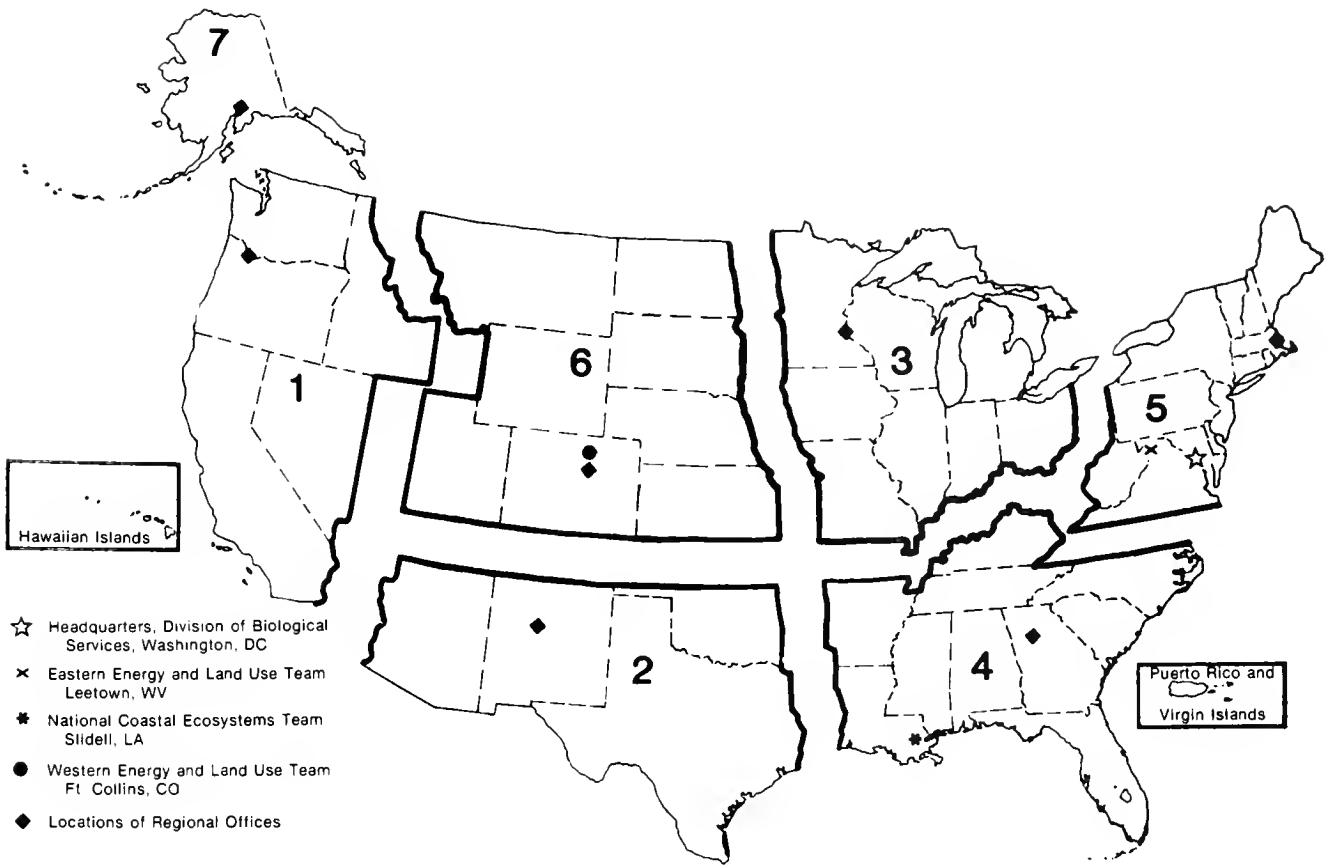 7
6
3
1
5
Hawaiian Islands
2
4
Puerto Rico and
Virgin Islands
Headquarters, Division of Biological
Services, Washington, DC
Eastern Energy and Land Use Team
Leetown, WV
National Coastal Ecosystems Team
Slidell, LA
Western Energy and Land Use Team
Ft Collins, CO
Locations of Regional Offices